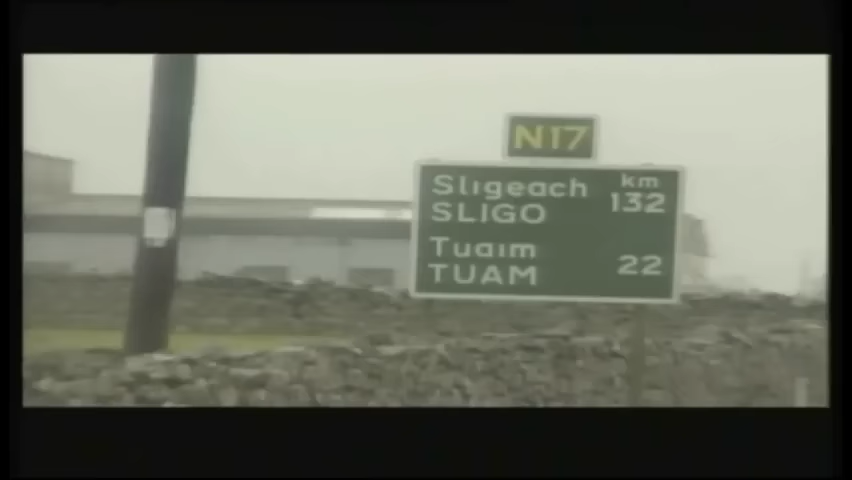 N17
km
Sligeach
SLIGO 132
Tuaim
TUAM 22